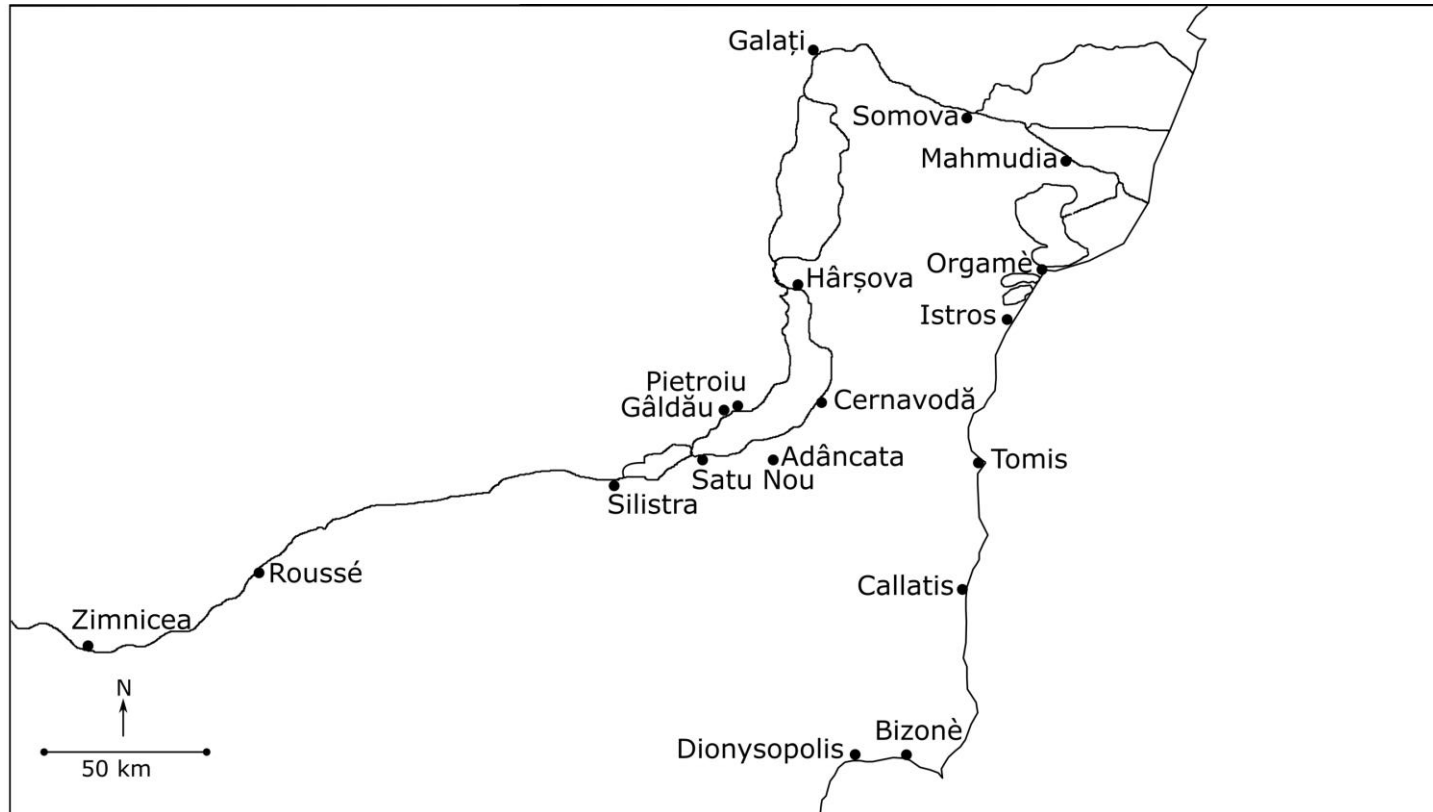 Galați
Somova
Mahmudia
Orgamè
Hârșova
Istros
Pietroiu
Gâldău
Cernavodă
Adâncata
Satu Nou
Tomis
Silistra
Roussé
Callatis
Zimnicea
N
Bizonè
Dionysopolis
50 km